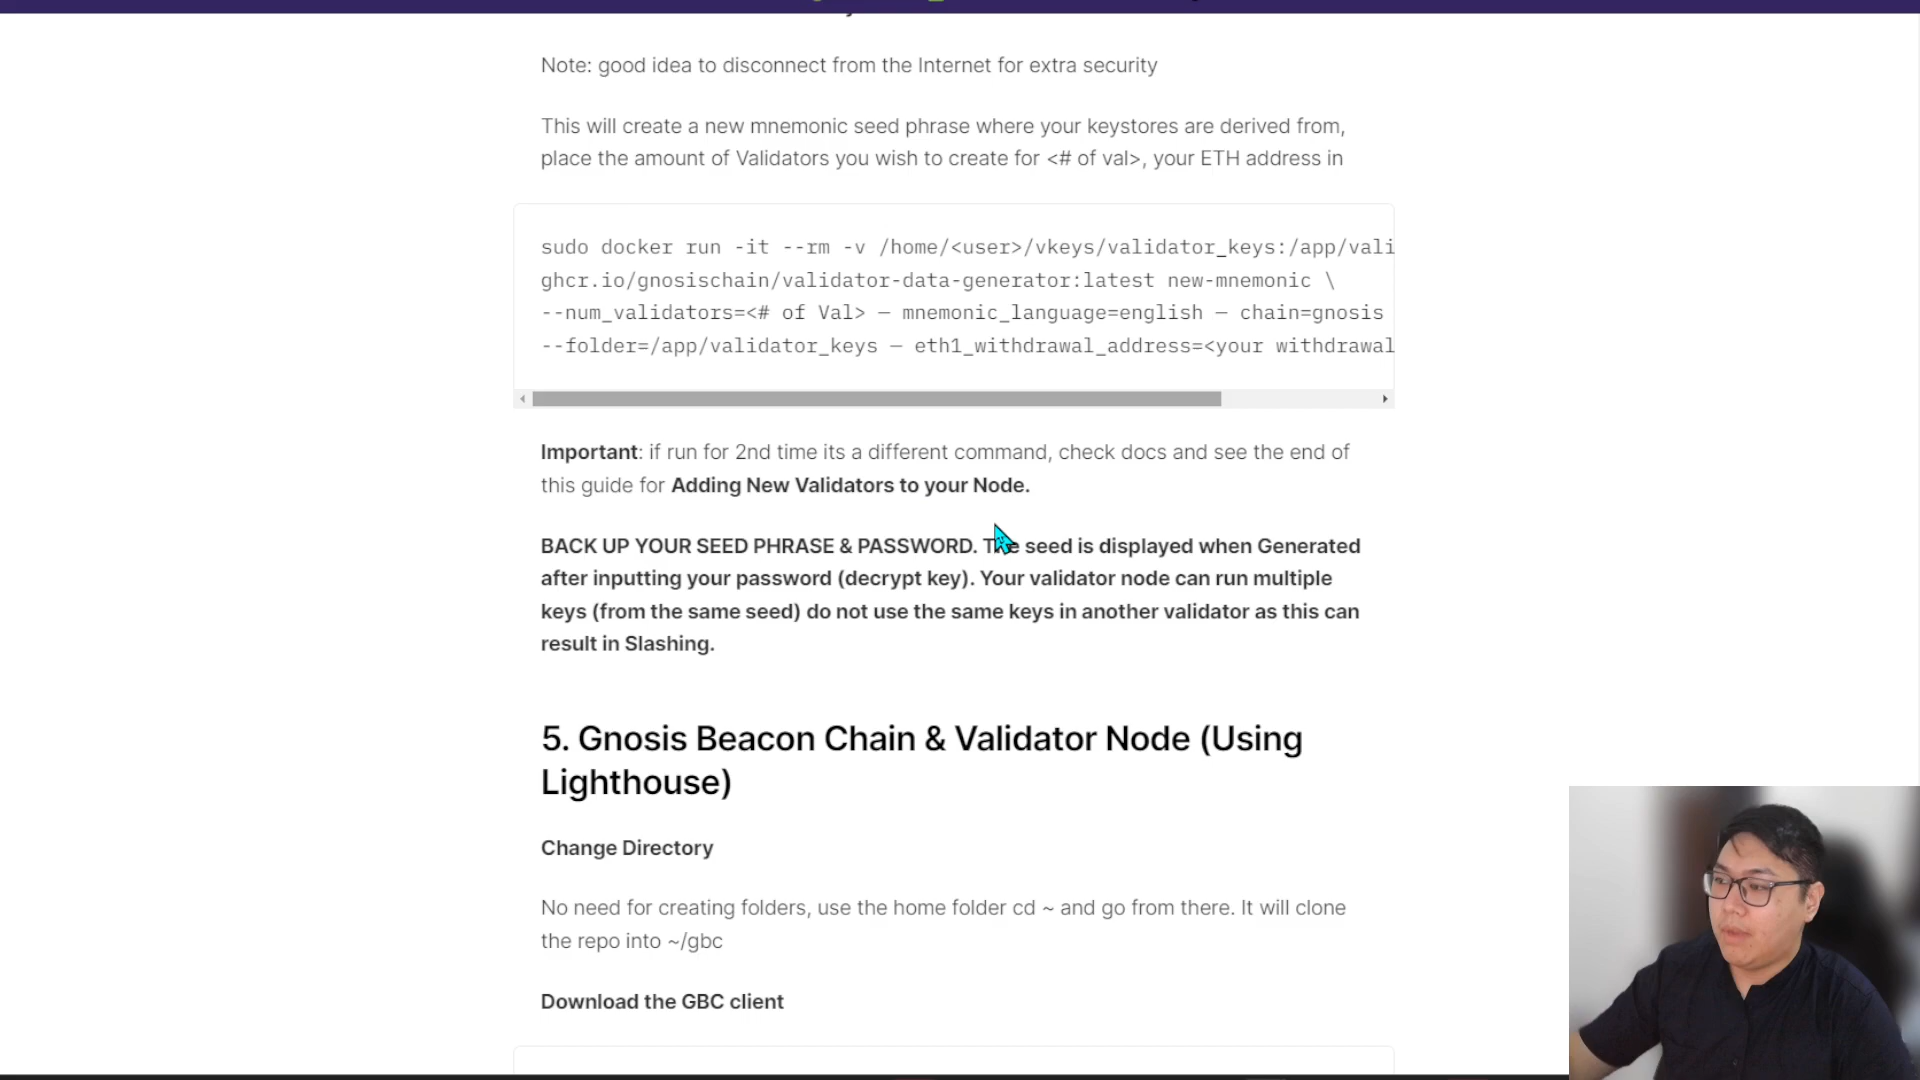 Note: good idea to disconnect from the Internet for extra security
This will create a new mnemonic seed phrase where your keystores are derived from,
place the amount of Validators you wish to create for <# of val>, your ETH address in
sudo docker run -it --rm -v /home/<user>/vkeys/validator_keys:/app/vali
ghcr.io/gnosischain/validator-data-generator:latest new-mnemonic \
--num_validators=<# of Val> — mnemonic_language=english — chain=gnosis
--folder=/app/validator_keys — eth1_withdrawal_address=<your withdrawal
Important: if run for 2nd time its a different command, check docs and see the end of
this guide for Adding New Validators to your Node.
BACK UP YOUR SEED PHRASE & PASSWORD. The seed is displayed when Generated
after inputting your password (decrypt key). Your validator node can run multiple
keys (from the same seed) do not use the same keys in another validator as this can
result in Slashing.
5. Gnosis Beacon Chain & Validator Node (Using
Lighthouse)
Change Directory
No need for creating folders, use the home folder cd ~ and go from there. It will clone
the repo into ~/gbc
Download the GBC client